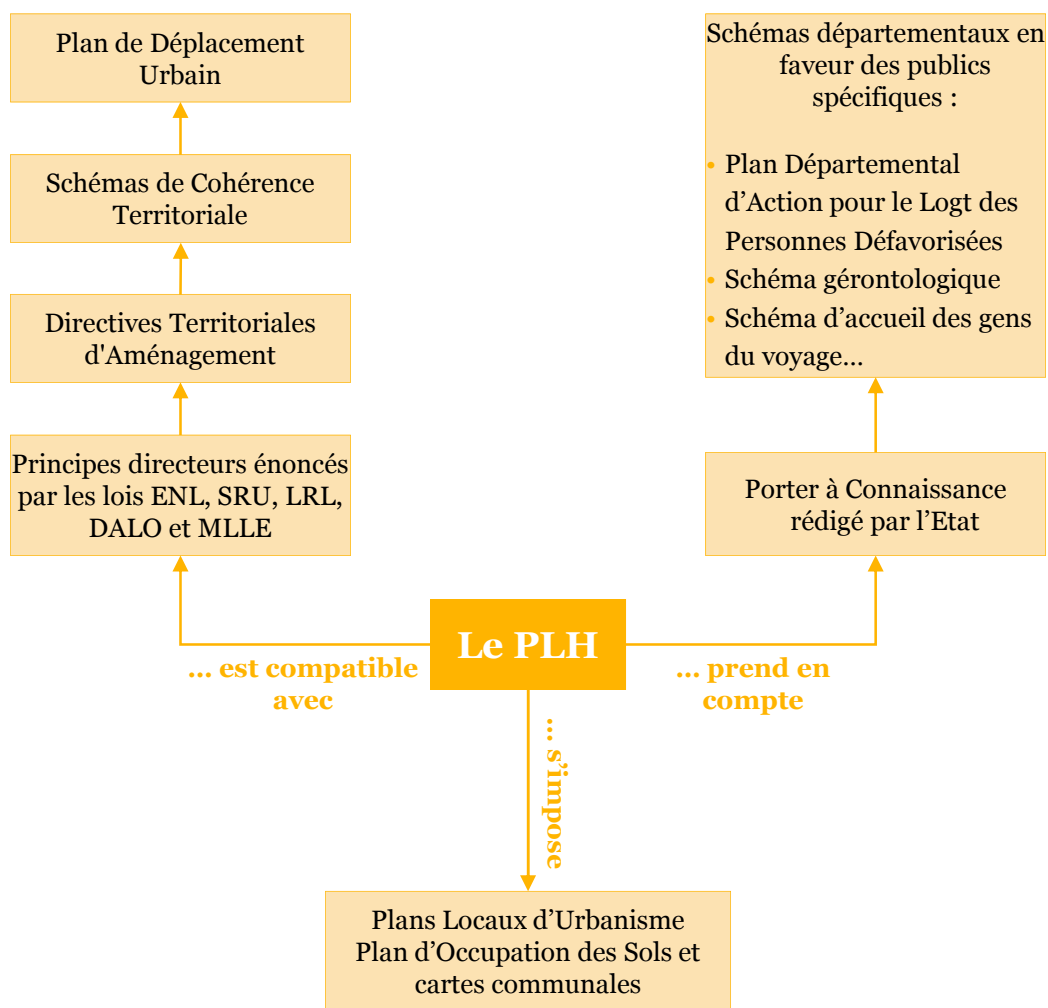 Plan de Déplacement
Urbain
Schémas de Cohérence
Territoriale
Directives Territoriales
d'Aménagement
Principes directeurs énoncés
par les lois ENL, SRU, LRL,
DALO et MLLE
Schémas départementaux en
faveur des publics
spécifiques :
• Plan Départemental
d’Action pour le Logt des
Personnes Défavorisées
• Schéma gérontologique
• Schéma d’accueil des gens
du voyage…
Porter à Connaissance
rédigé par l’Etat
Le PLH
… est compatible
avec
… prend en
compte
… s’impose
Plans Locaux d’Urbanisme
Plan d’Occupation des Sols et
cartes communales